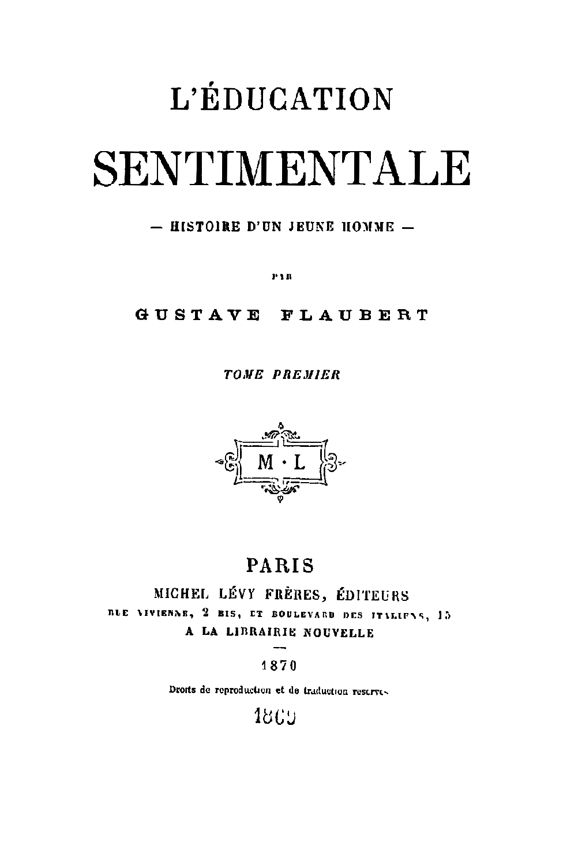 L'ÉDUCATION
SENTIMENTALE
— HISTOIRE D'UN JEUNE HOMME —
PAR
GUSTAVE FLAUBERT
TOME PREMIER
M · L
PARIS
MICHEL LÉVY FRÈRES, ÉDITEURS
RUE VIVIENNE, 2 BIS, ET BOULEVARD DES ITALIENS, 15
A LA LIBRAIRIE NOUVELLE
—
1870
Droits de reproduction et de traduction réservés
1869